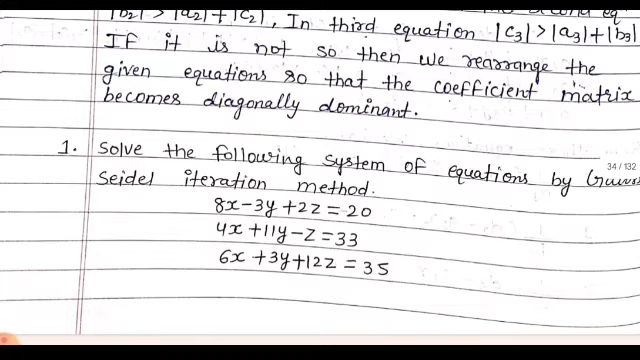 |b2| > |a2| + |c2|, In third equation |c3| > |a3| + |b3|
If it is not so then we rearrange the
given equations so that the coefficient matrix
becomes diagonally dominant.
34 / 132
1. Solve the following system of equations by Gauss
Seidel iteration method.
8x - 3y + 2z = 20
4x + 11y - z = 33
6x + 3y + 12z = 35